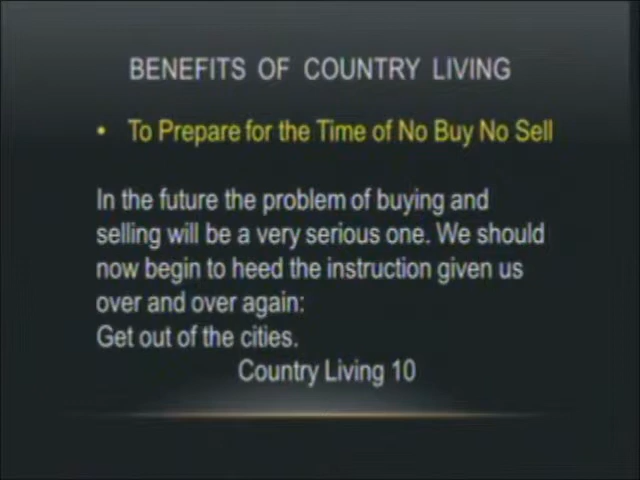 BENEFITS OF COUNTRY LIVING
• To Prepare for the Time of No Buy No Sell
In the future the problem of buying and
selling will be a very serious one. We should
now begin to heed the instruction given us
over and over again:
Get out of the cities.
Country Living 10